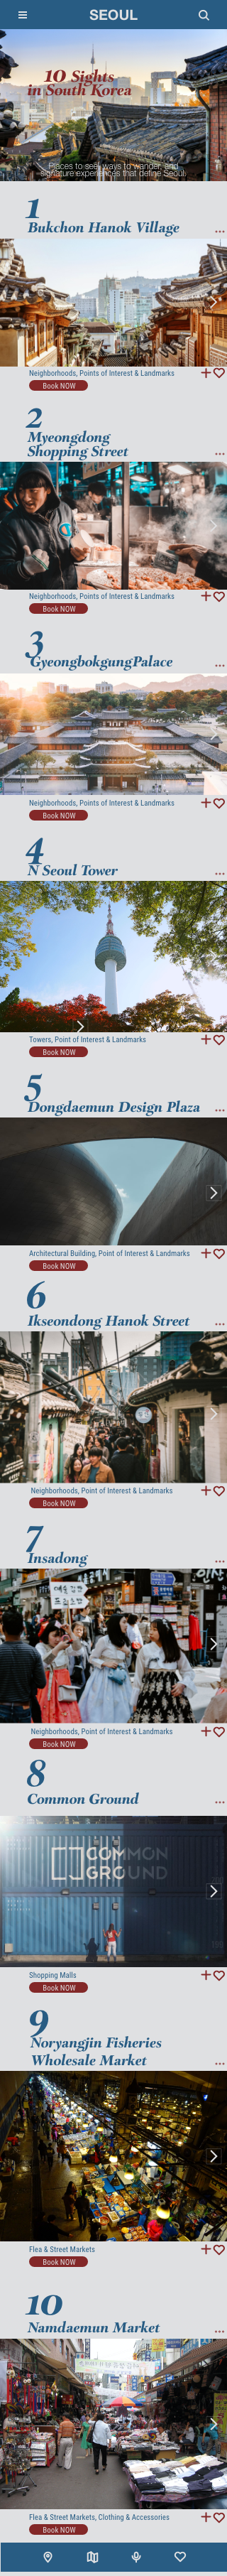 SEOUL
10 Sights
in South Korea
Places to see, ways to wander, and
signature experiences that define Seoul
1
Bukchon Hanok Village
Neighborhoods, Points of Interest & Landmarks
Book NOW
2
Myeongdong
Shopping Street
Neighborhoods, Points of Interest & Landmarks
Book NOW
3
GyeongbokgungPalace
Neighborhoods, Points of Interest & Landmarks
Book NOW
4
N Seoul Tower
Towers, Point of Interest & Landmarks
Book NOW
5
Dongdaemun Design Plaza
Architectural Building, Point of Interest & Landmarks
Book NOW
6
Ikseondong Hanok Street
Neighborhoods, Point of Interest & Landmarks
Book NOW
7
Insadong
Neighborhoods, Point of Interest & Landmarks
Book NOW
8
Common Ground
COMMON
GROUND
Shopping Malls
Book NOW
9
Noryangjin Fisheries
Wholesale Market
Flea & Street Markets
Book NOW
10
Namdaemun Market
Flea & Street Markets, Clothing & Accessories
Book NOW